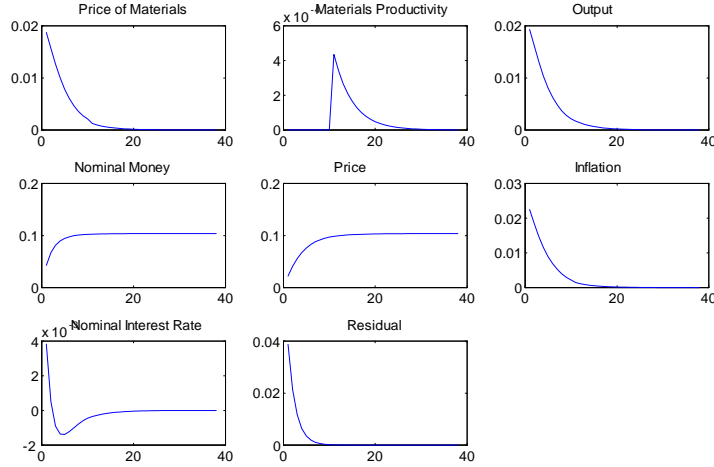 Price of Materials
0.02
0.01
0
0 20 40
x 10
Materials Productivity
6
4
2
0
0 20 40
Output
0.02
0.01
0
0 20 40
Nominal Money
0.2
0.1
0
0 20 40
Price
0.2
0.1
0
0 20 40
Inflation
0.03
0.02
0.01
0
0 20 40
x 10
Nominal Interest Rate
4
2
0
-2
0 20 40
Residual
0.04
0.02
0
0 20 40